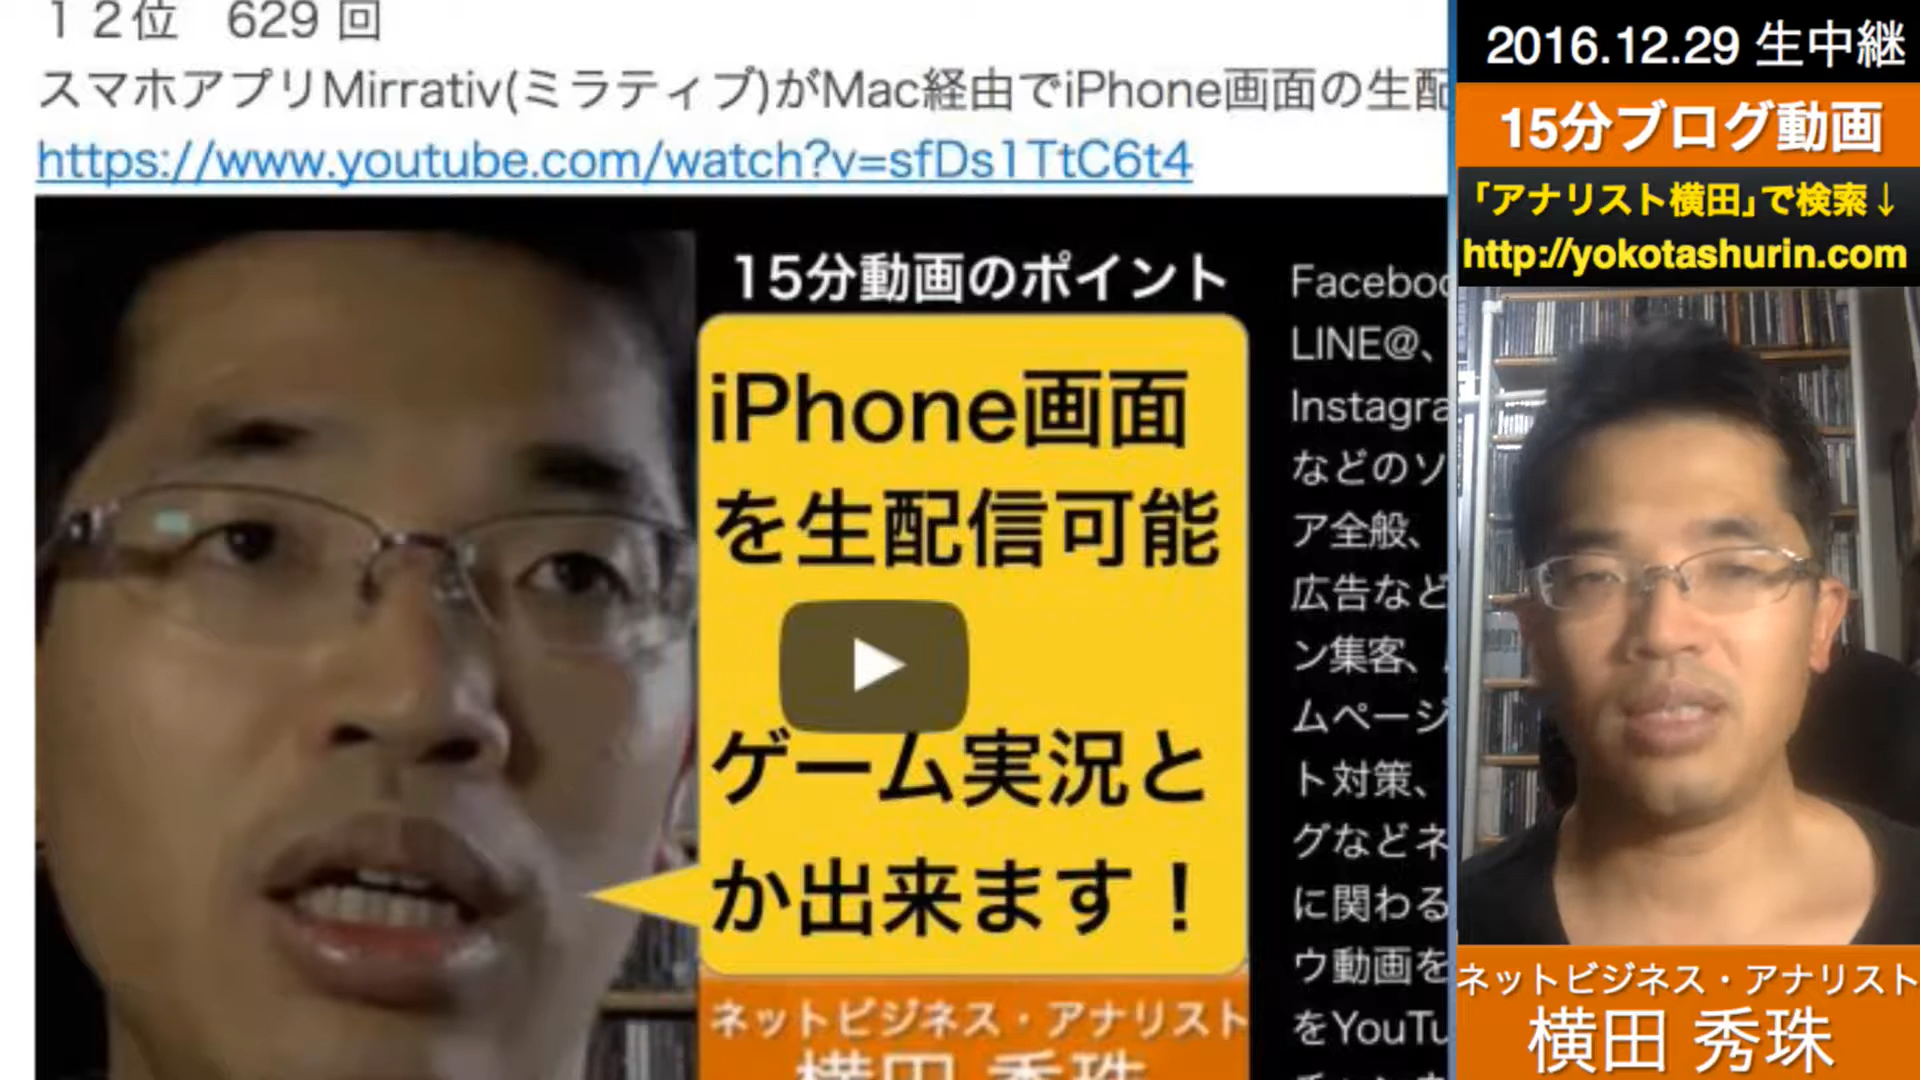 12位 629 回
スマホアプリMirrativ(ミラティブ)がMac経由でiPhone画面の生配
https://www.youtube.com/watch?v=sfDs1TtC6t4
15分動画のポイント
iPhone画面
を生配信可能
ゲーム実況と
か出来ます！
ネットビジネス・アナリスト
横田 秀珠
Faceboo
LINE@、
Instagra
などのソ
ア全般、
広告など
ン集客、
ムページ
ト対策、
グなどネ
に関わる
ウ動画を
をYouTu
2016.12.29 生中継
15分ブログ動画
「アナリスト横田」で検索↓
http://yokotashurin.com
ネットビジネス・アナリスト
横田 秀珠